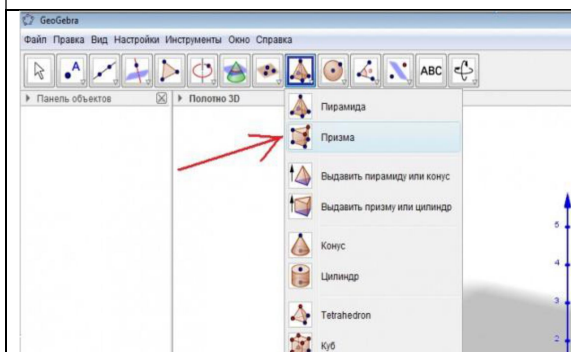 GeoGebra
Файл Правка Вид Настройки Инструменты Окно Справка
A
ABC
Панель объектов
Полотно 3D
Пирамида
Призма
Выдавить пирамиду или конус
Выдавить призму или цилиндр
Конус
Цилиндр
Tetrahedron
Куб
5
4
3
2